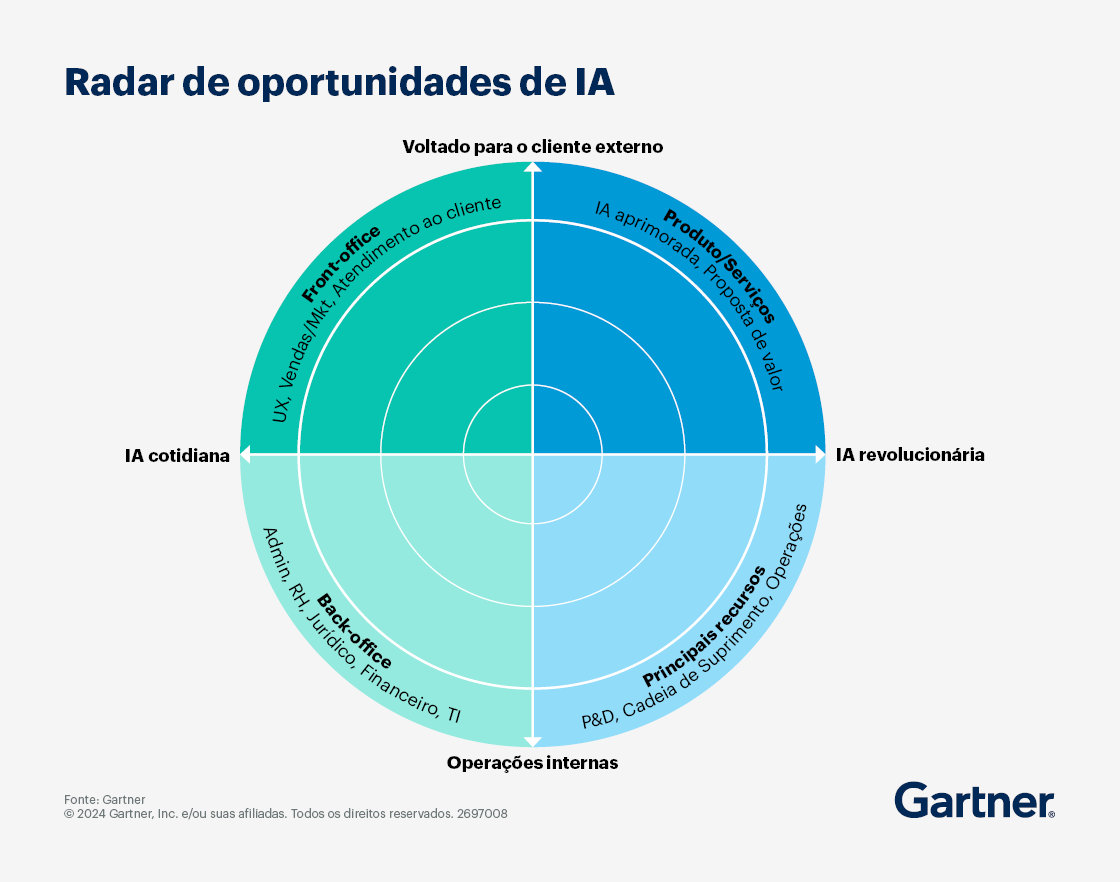 Radar de oportunidades de IA
Voltado para o cliente externo
Front-office
UX, Vendas/Mkt, Atendimento ao cliente
Produto/Serviços
IA aprimorada, Proposta de valor
IA cotidiana
IA revolucionária
Back-office
Admin, RH, Jurídico, Financeiro, TI
Principais recursos
P&D, Cadeia de Suprimento, Operações
Operações internas
Fonte: Gartner
© 2024 Gartner, Inc. e/ou suas afiliadas. Todos os direitos reservados. 2697008
Gartner®